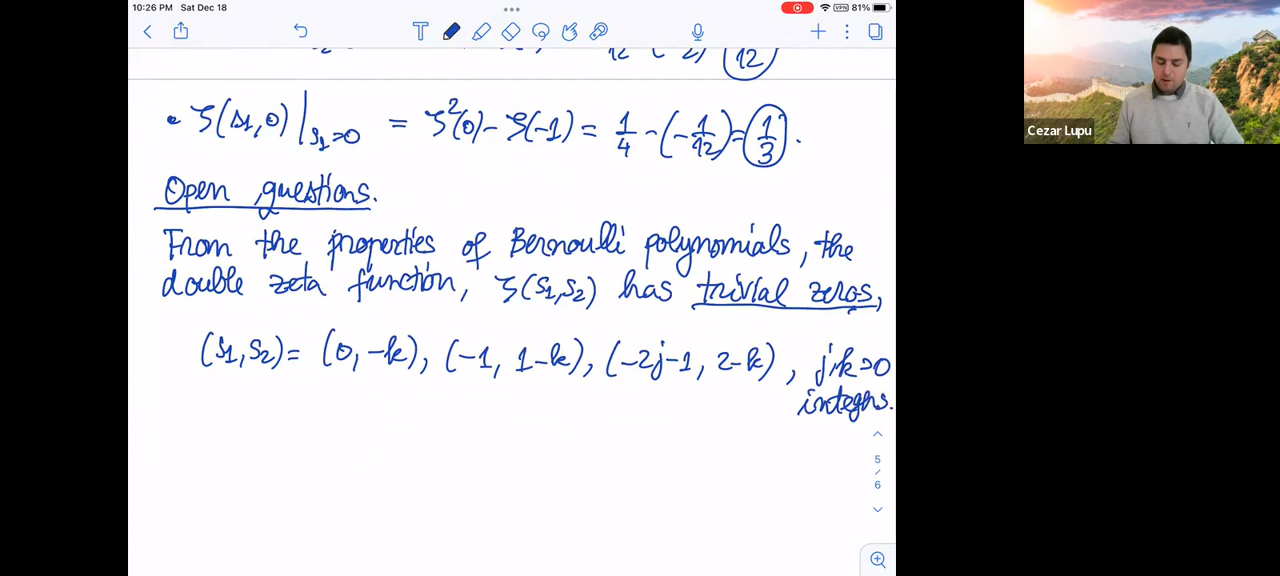 10:26 PM Sat Dec 18
VPN 81%
T
12
• ζ(s₁,0)|_{s₁=0} = ζ²(0) - ζ(-1) = 1/4 - (-1/12) = 1/3.
Open questions.
From the properties of Bernoulli polynomials, the
double zeta function, ζ(s₁,s₂) has trivial zeros,
(s₁,s₂) = (0,-k), (-1, 1-k), (-2j-1, 2-k), j,k>0
integers.
5
/
6
Cezar Lupu